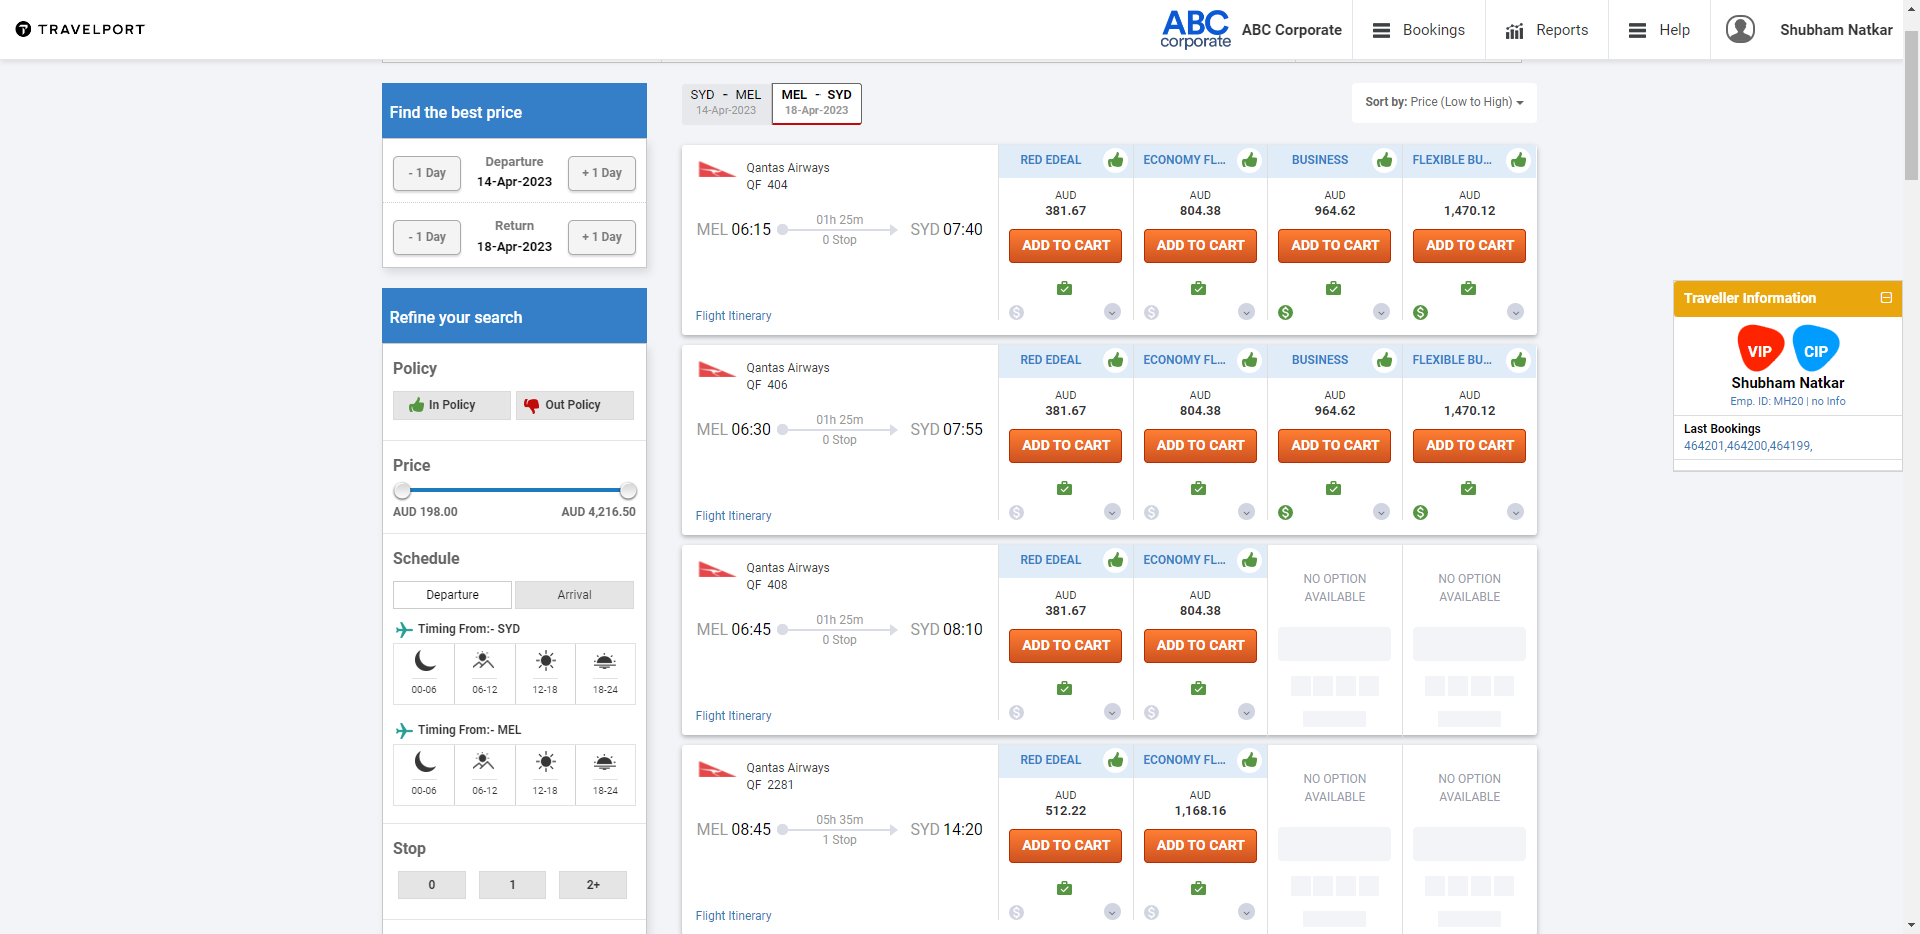 TRAVELPORT
ABC
corporate
ABC Corporate
Bookings
Reports
Help
Shubham Natkar
Find the best price
- 1 Day
Departure
14-Apr-2023
+ 1 Day
- 1 Day
Return
18-Apr-2023
+ 1 Day
Refine your search
Policy
In Policy
Out Policy
Price
AUD 198.00
AUD 4,216.50
Schedule
Departure
Arrival
Timing From:- SYD
00-06
06-12
12-18
18-24
Timing From:- MEL
00-06
06-12
12-18
18-24
Stop
0
1
2+
SYD - MEL
14-Apr-2023
MEL - SYD
18-Apr-2023
Sort by: Price (Low to High)
Qantas Airways
QF 404
MEL 06:15
01h 25m
0 Stop
SYD 07:40
Flight Itinerary
RED EDEAL
AUD
381.67
ADD TO CART
ECONOMY FL...
AUD
804.38
ADD TO CART
BUSINESS
AUD
964.62
ADD TO CART
FLEXIBLE BU...
AUD
1,470.12
ADD TO CART
Qantas Airways
QF 406
MEL 06:30
01h 25m
0 Stop
SYD 07:55
Flight Itinerary
RED EDEAL
AUD
381.67
ADD TO CART
ECONOMY FL...
AUD
804.38
ADD TO CART
BUSINESS
AUD
964.62
ADD TO CART
FLEXIBLE BU...
AUD
1,470.12
ADD TO CART
Qantas Airways
QF 408
MEL 06:45
01h 25m
0 Stop
SYD 08:10
Flight Itinerary
RED EDEAL
AUD
381.67
ADD TO CART
ECONOMY FL...
AUD
804.38
ADD TO CART
NO OPTION
AVAILABLE
NO OPTION
AVAILABLE
Qantas Airways
QF 2281
MEL 08:45
05h 35m
1 Stop
SYD 14:20
Flight Itinerary
RED EDEAL
AUD
512.22
ADD TO CART
ECONOMY FL...
AUD
1,168.16
ADD TO CART
NO OPTION
AVAILABLE
NO OPTION
AVAILABLE
Traveller Information
VIP
CIP
Shubham Natkar
Emp. ID: MH20 | no Info
Last Bookings
464201,464200,464199,